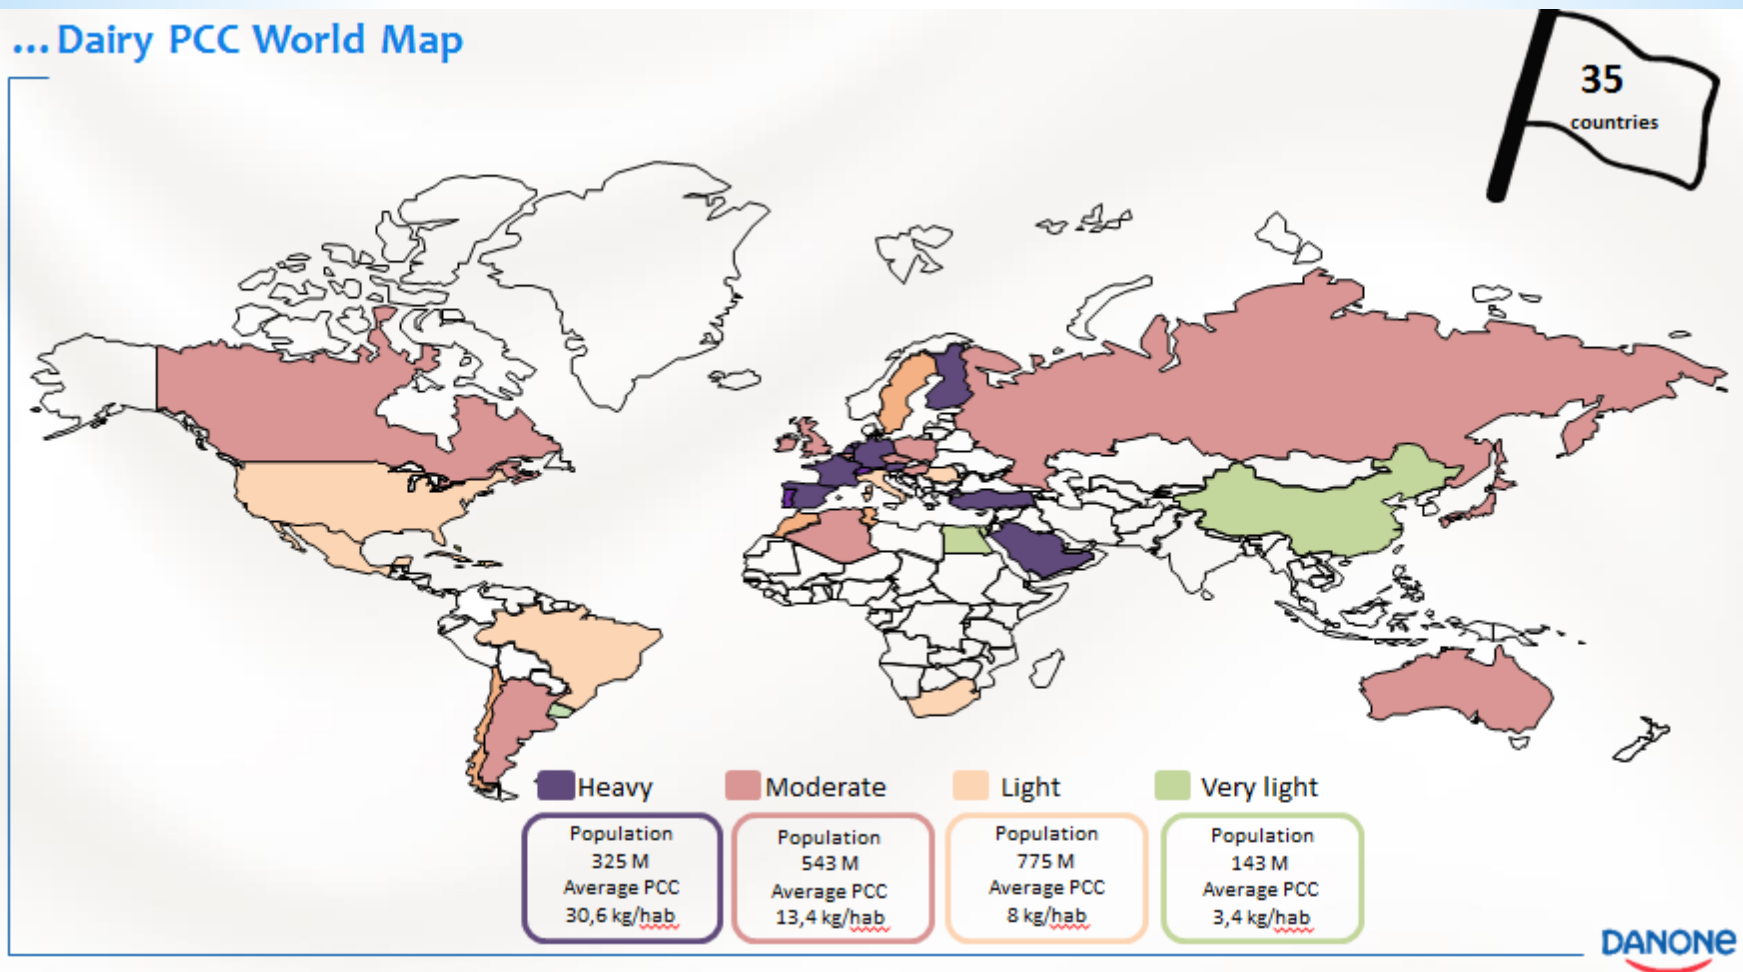 ... Dairy PCC World Map
35
countries
Heavy
Population
325 M
Average PCC
30,6 kg/hab
Moderate
Population
543 M
Average PCC
13,4 kg/hab
Light
Population
775 M
Average PCC
8 kg/hab
Very light
Population
143 M
Average PCC
3,4 kg/hab
DANONE